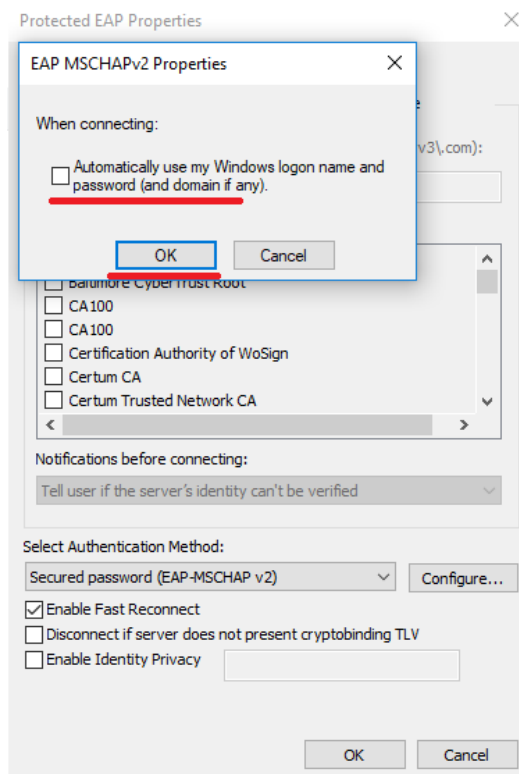 Protected EAP Properties
EAP MSCHAPv2 Properties
When connecting:
Automatically use my Windows logon name and
password (and domain if any).
v3\.com):
OK Cancel
Baltimore CyberTrust Root
CA100
CA100
Certification Authority of WoSign
Certum CA
Certum Trusted Network CA
Notifications before connecting:
Tell user if the server's identity can't be verified
Select Authentication Method:
Secured password (EAP-MSCHAP v2) Configure...
Enable Fast Reconnect
Disconnect if server does not present cryptobinding TLV
Enable Identity Privacy
OK Cancel